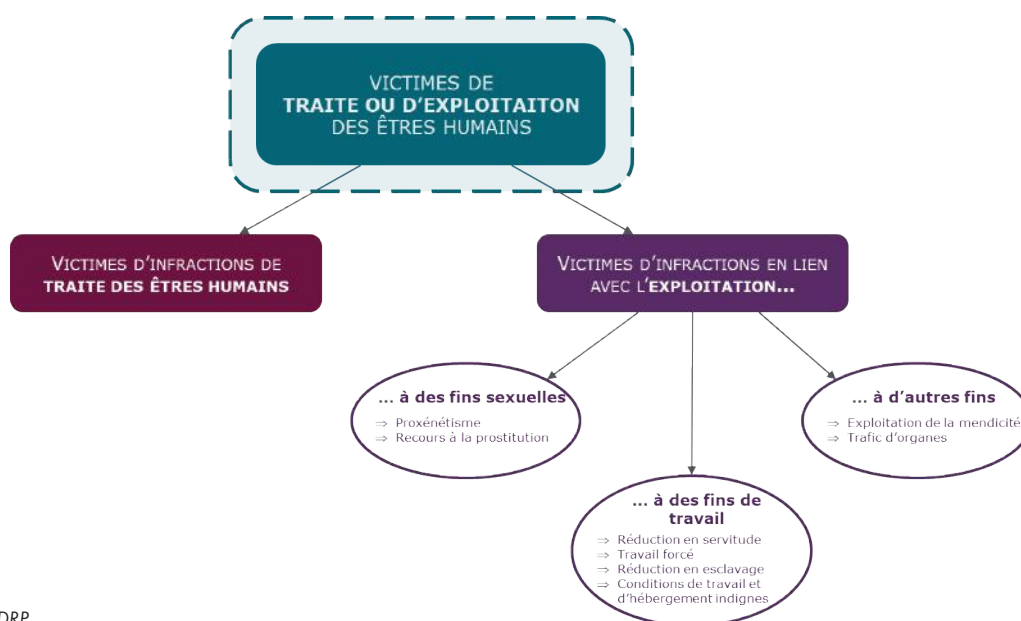 VICTIMES DE
TRAITE OU D'EXPLOITAITON
DES ÊTRES HUMAINS
VICTIMES D'INFRACTIONS DE
TRAITE DES ÊTRES HUMAINS
VICTIMES D'INFRACTIONS EN LIEN
AVEC L'EXPLOITATION...
... à des fins sexuelles
⇒ Proxénétisme
⇒ Recours à la prostitution
... à d'autres fins
⇒ Exploitation de la mendicité
⇒ Trafic d'organes
... à des fins de
travail
⇒ Réduction en servitude
⇒ Travail forcé
⇒ Réduction en esclavage
⇒ Conditions de travail et
d'hébergement indignes